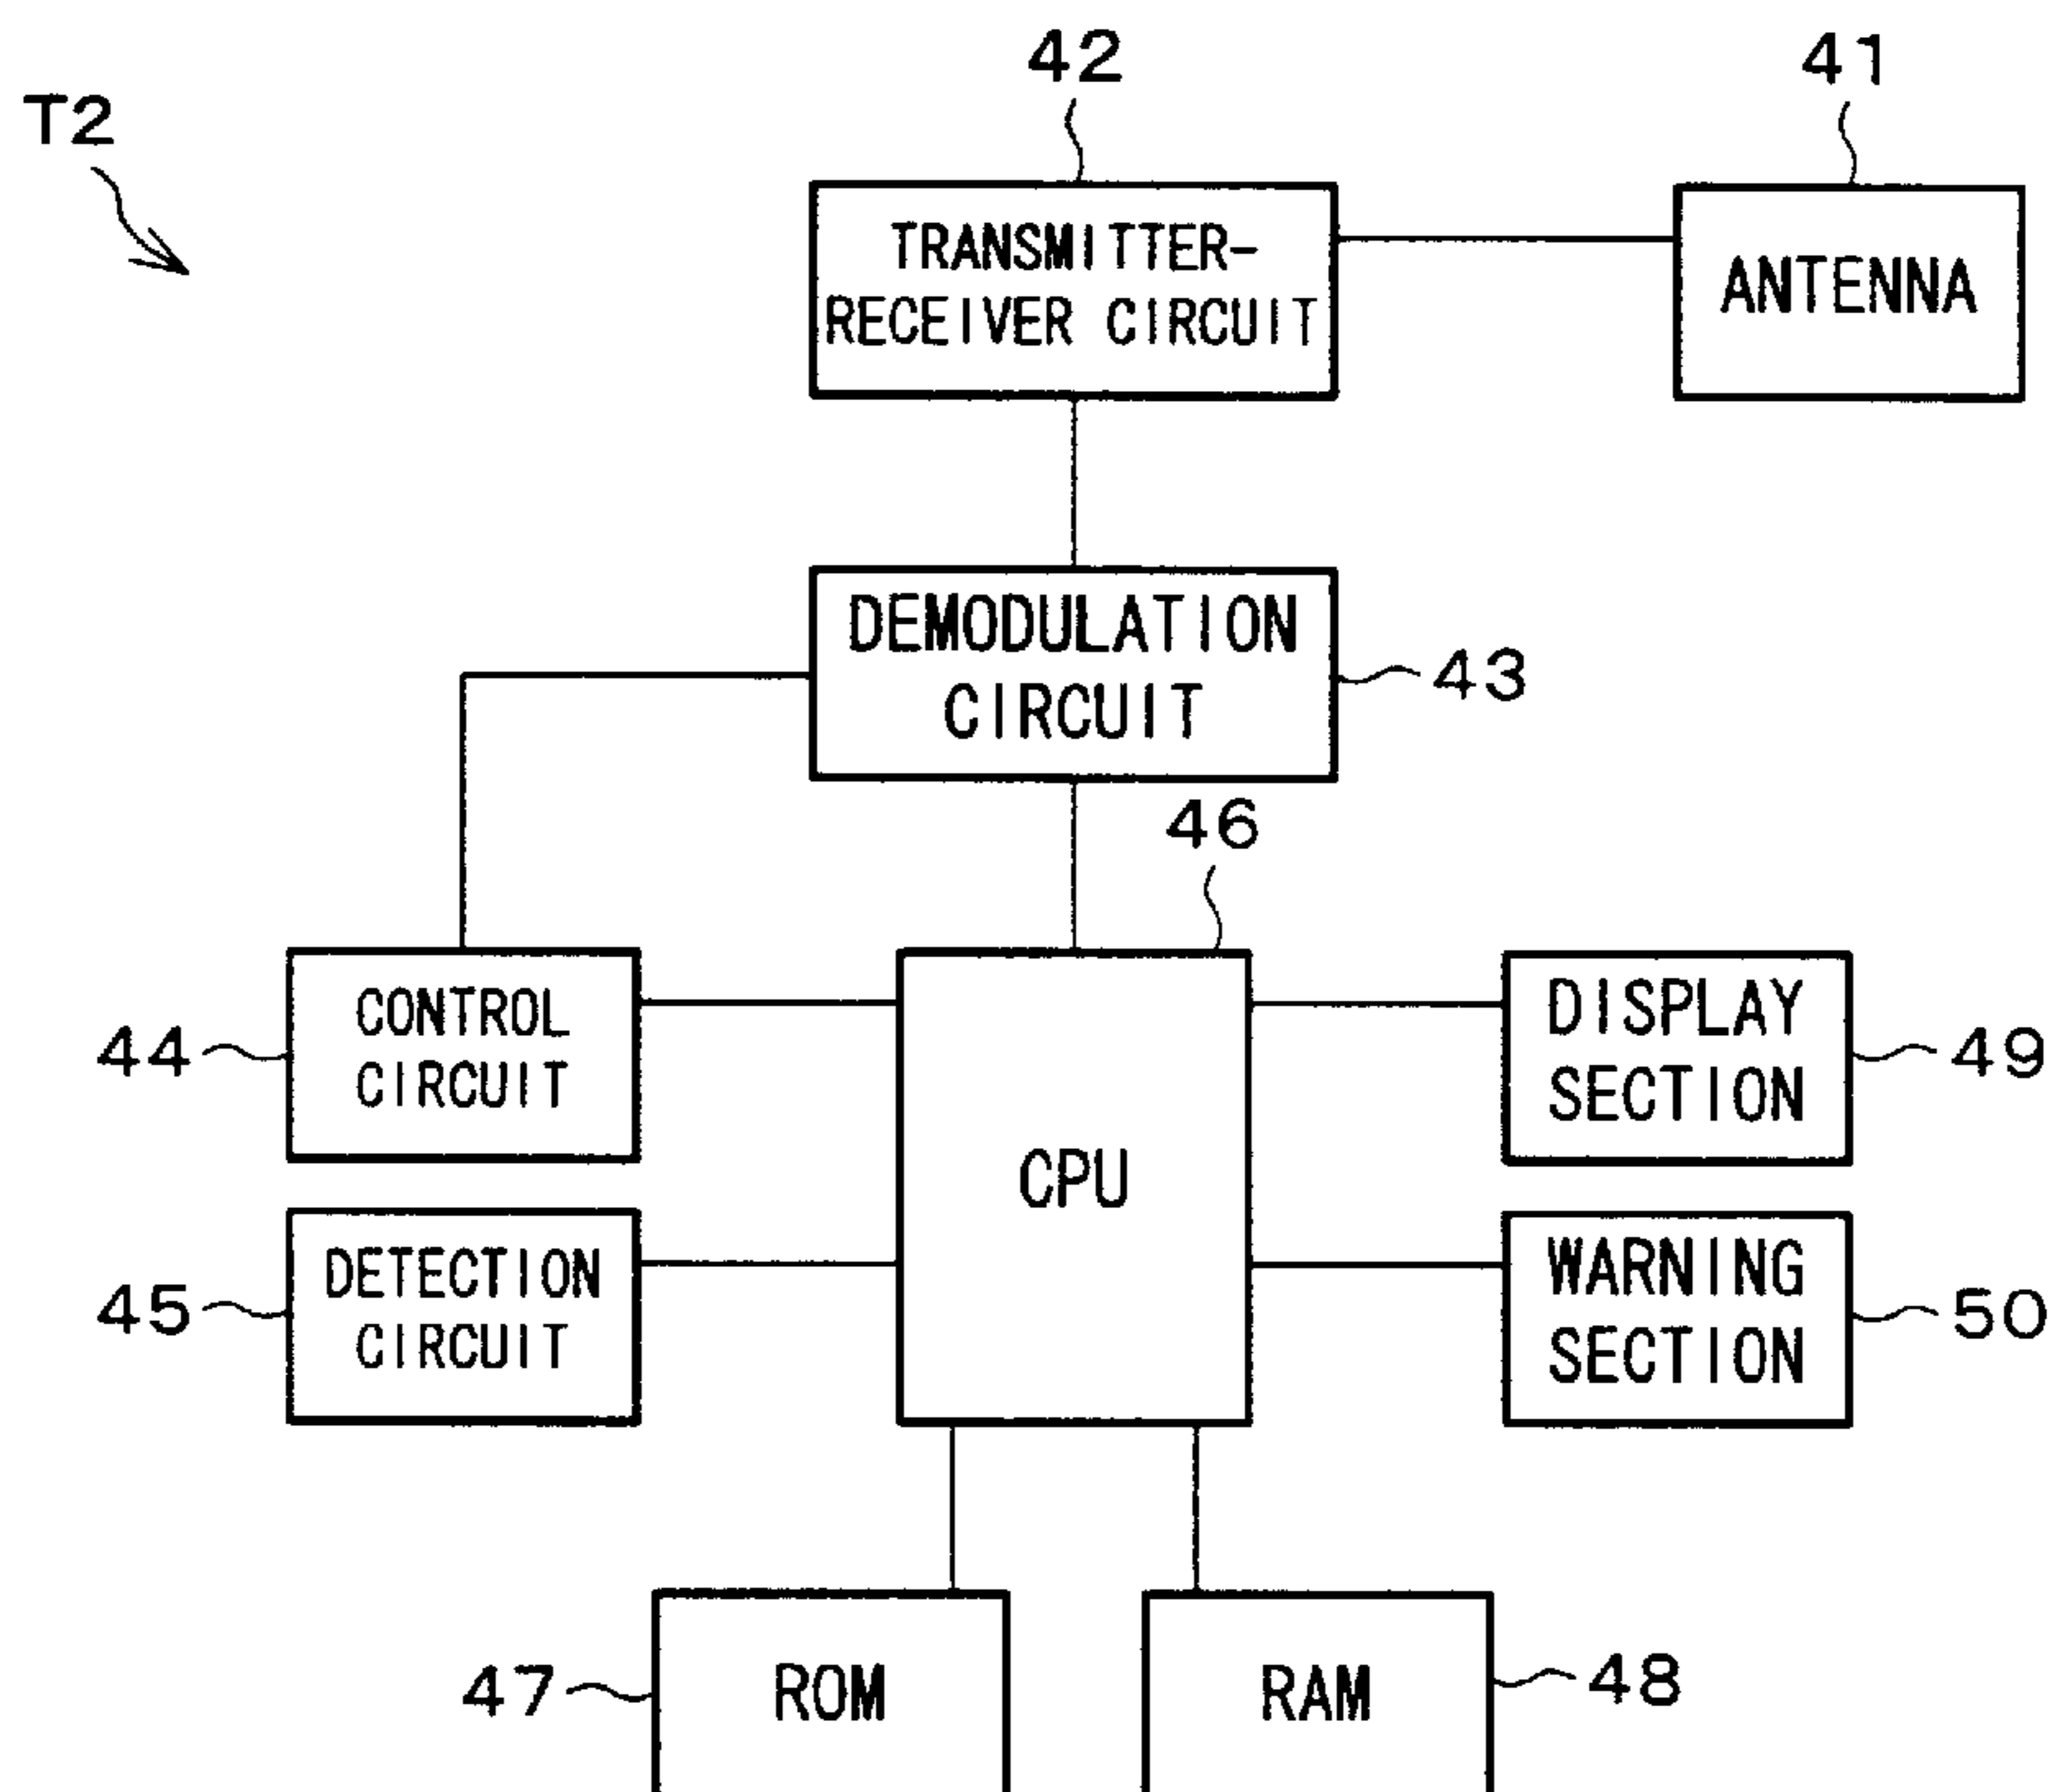 42
41
T2
TRANSMITTER-
RECEIVER CIRCUIT
ANTENNA
DEMODULATION
CIRCUIT
43
46
CONTROL
CIRCUIT
44
DISPLAY
SECTION
49
CPU
DETECTION
CIRCUIT
45
WARNING
SECTION
50
47
ROM
RAM
48